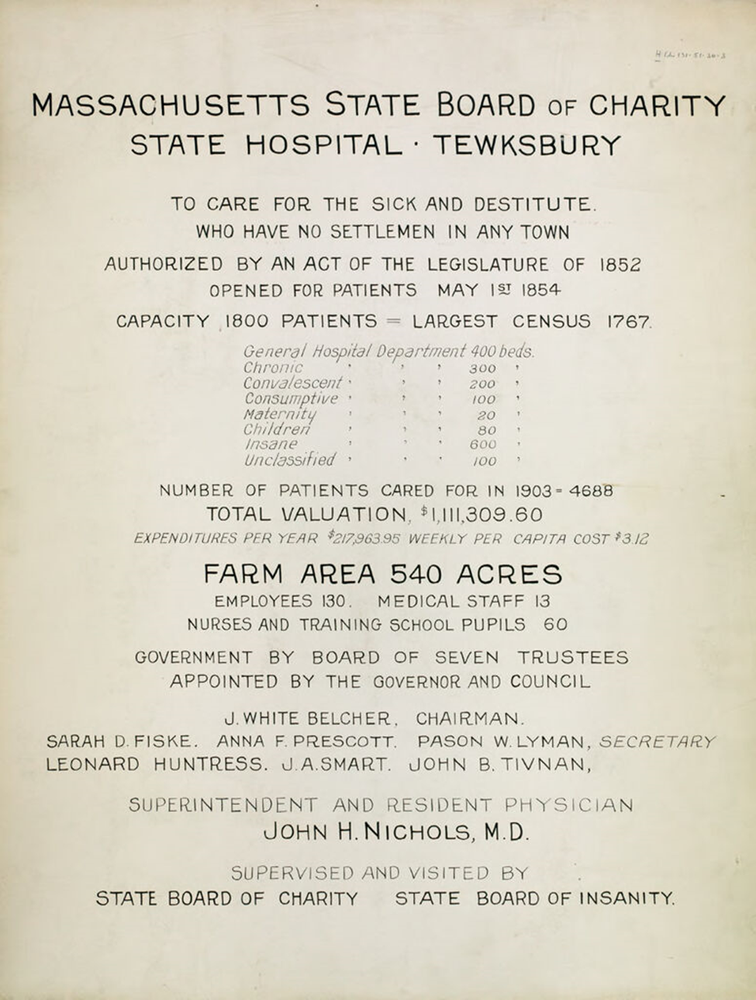 MASSACHUSETTS STATE BOARD OF CHARITY
STATE HOSPITAL · TEWKSBURY
TO CARE FOR THE SICK AND DESTITUTE.
WHO HAVE NO SETTLEMEN IN ANY TOWN
AUTHORIZED BY AN ACT OF THE LEGISLATURE OF 1852
OPENED FOR PATIENTS MAY 1ST 1854
CAPACITY 1800 PATIENTS = LARGEST CENSUS 1767.
General Hospital Department 400 beds.
Chronic ' ' ' 300 '
Convalescent ' ' ' 200 '
Consumptive ' ' ' 100 '
Maternity ' ' ' 20 '
Children ' ' ' 80 '
Insane ' ' ' 600 '
Unclassified ' ' ' 100 '
NUMBER OF PATIENTS CARED FOR IN 1903 = 4688
TOTAL VALUATION, $1,111,309.60
EXPENDITURES PER YEAR $217,963.95 WEEKLY PER CAPITA COST $3.12
FARM AREA 540 ACRES
EMPLOYEES 130. MEDICAL STAFF 13
NURSES AND TRAINING SCHOOL PUPILS 60
GOVERNMENT BY BOARD OF SEVEN TRUSTEES
APPOINTED BY THE GOVERNOR AND COUNCIL
J. WHITE BELCHER, CHAIRMAN.
SARAH D. FISKE. ANNA F. PRESCOTT. PASON W. LYMAN, SECRETARY
LEONARD HUNTRESS. J.A. SMART. JOHN B. TIVNAN,
SUPERINTENDENT AND RESIDENT PHYSICIAN
JOHN H. NICHOLS, M.D.
SUPERVISED AND VISITED BY
STATE BOARD OF CHARITY STATE BOARD OF INSANITY.